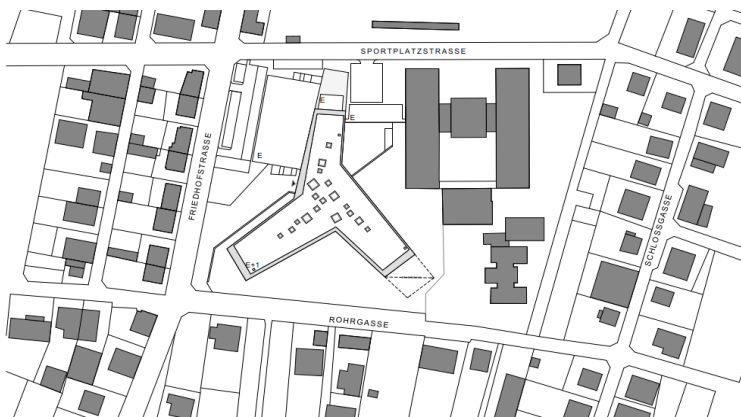 SPORTPLATZSTRASSE
E
E
E
FRIEDHOFSTRASSE
SCHLOSSGASSE
E+1
ROHRGASSE